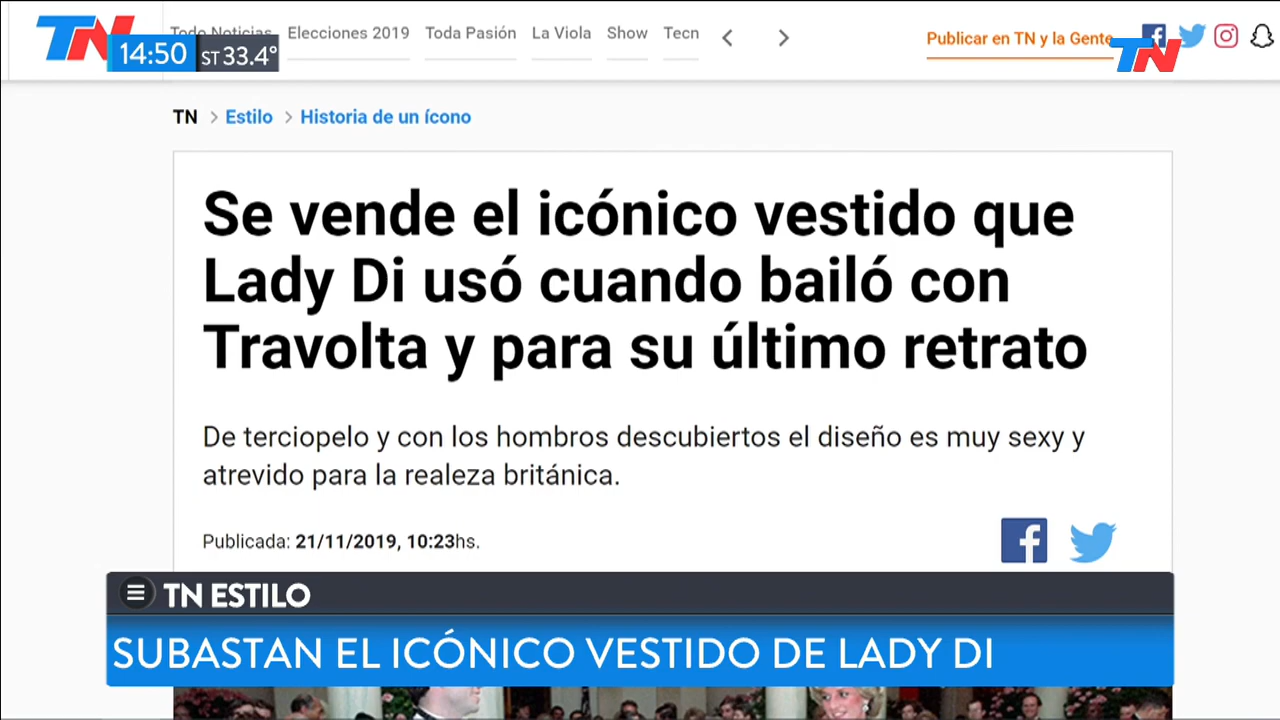 TN
14:50 ST 33.4°
Todo Noticias Elecciones 2019 Toda Pasión La Viola Show Tecn
Publicar en TN y la Gente
TN
TN > Estilo > Historia de un ícono
Se vende el icónico vestido que
Lady Di usó cuando bailó con
Travolta y para su último retrato
De terciopelo y con los hombros descubiertos el diseño es muy sexy y
atrevido para la realeza británica.
Publicada: 21/11/2019, 10:23hs.
TN ESTILO
SUBASTAN EL ICÓNICO VESTIDO DE LADY DI